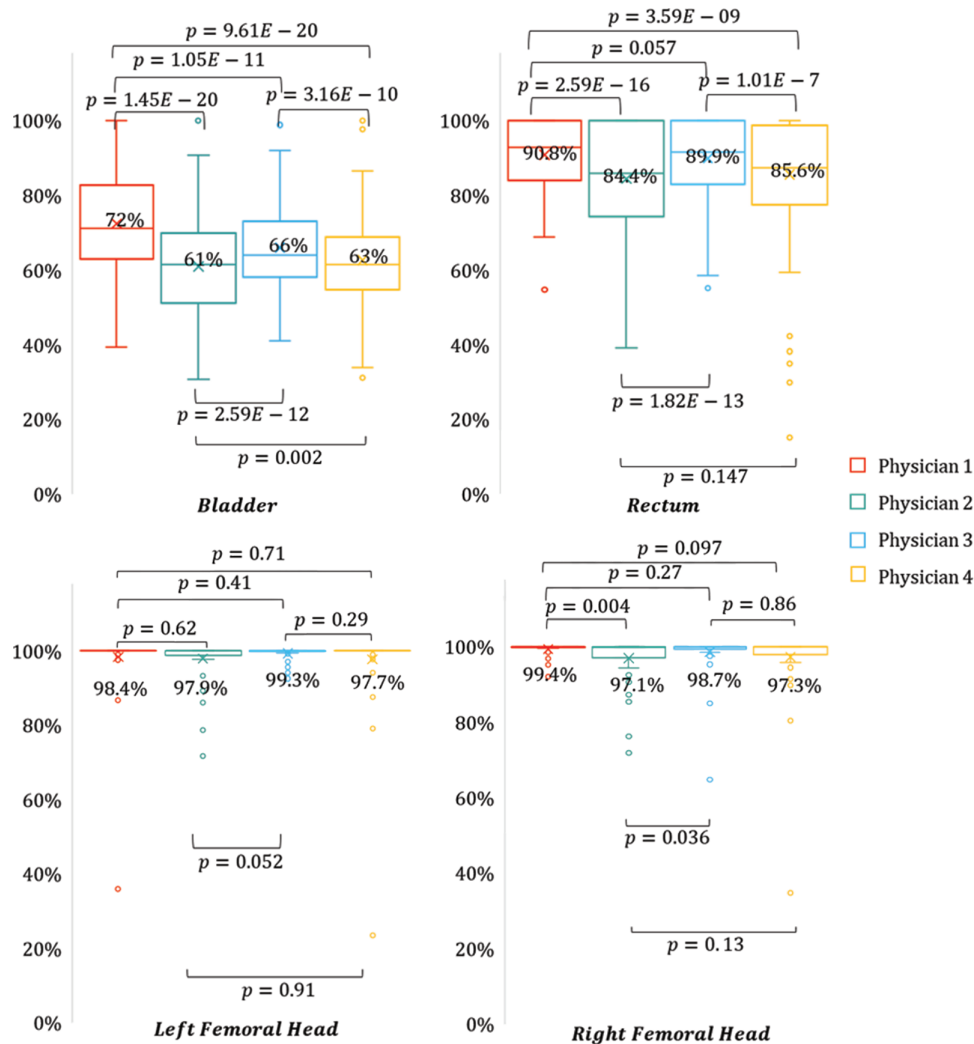 p = 9.61E − 20
p = 1.05E − 11
p = 1.45E − 20
p = 3.16E − 10
100%
80%
60%
40%
20%
0%
72%
61%
66%
63%
p = 2.59E − 12
p = 0.002
Bladder
p = 3.59E − 09
p = 0.057
p = 2.59E − 16
p = 1.01E − 7
100%
80%
60%
40%
20%
0%
90.8%
84.4%
89.9%
85.6%
p = 1.82E − 13
p = 0.147
Rectum
Physician 1
Physician 2
Physician 3
Physician 4
p = 0.71
p = 0.41
p = 0.62
p = 0.29
100%
80%
60%
40%
20%
0%
98.4%
97.9%
99.3%
97.7%
p = 0.052
p = 0.91
Left Femoral Head
p = 0.097
p = 0.27
p = 0.004
p = 0.86
100%
80%
60%
40%
20%
0%
99.4%
97.1%
98.7%
97.3%
p = 0.036
p = 0.13
Right Femoral Head